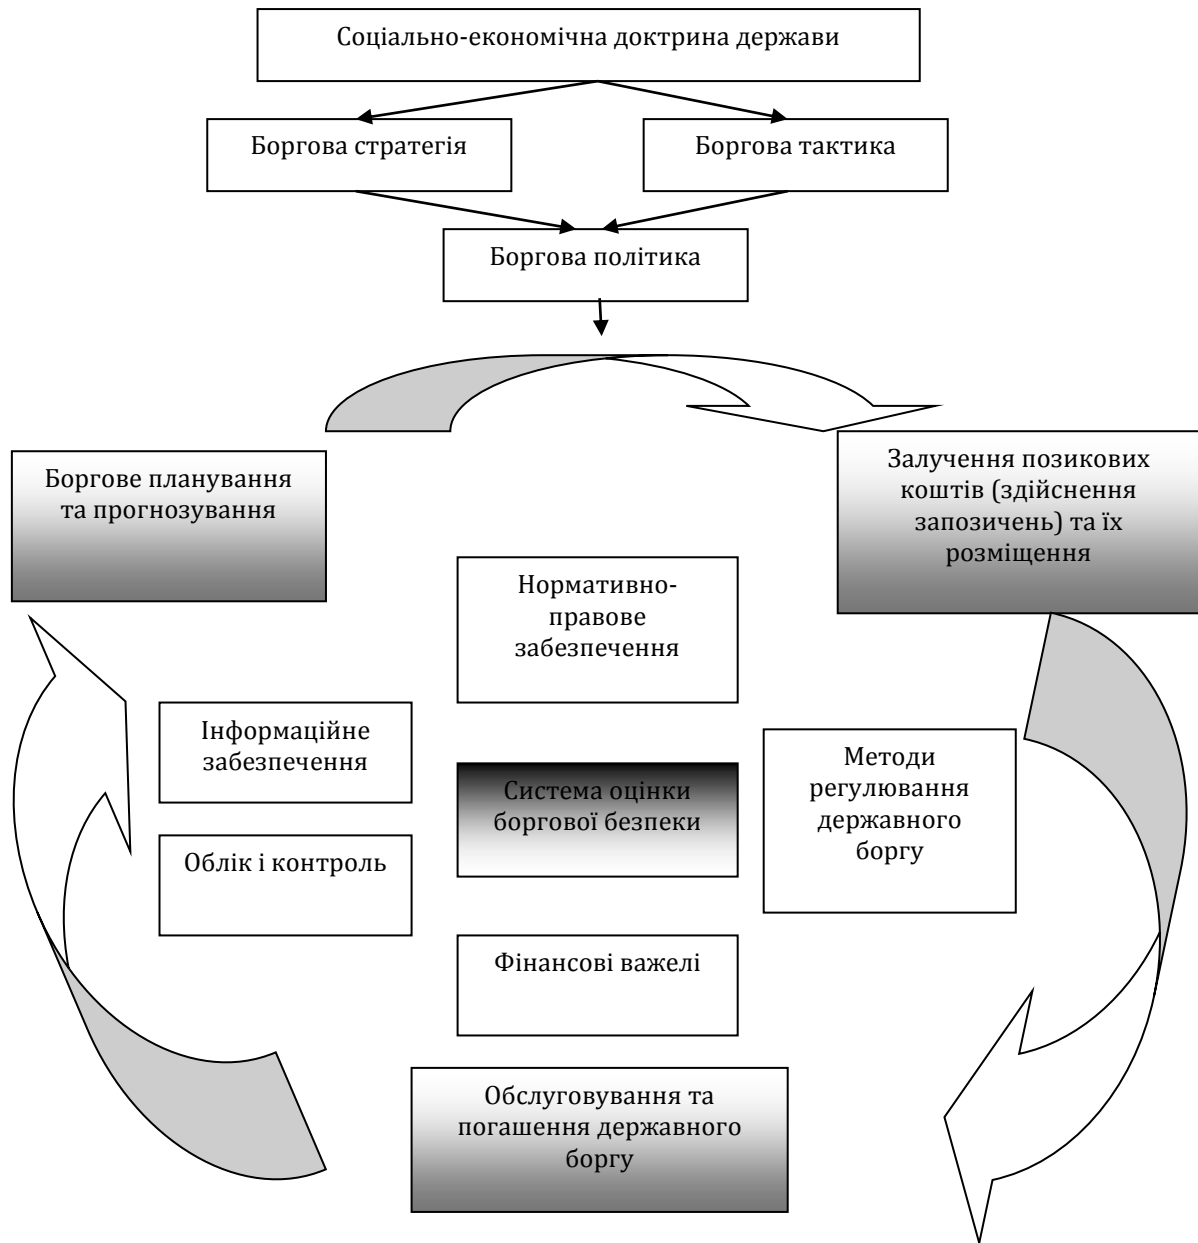 Соціально-економічна доктрина держави
Боргова стратегія
Боргова тактика
Боргова політика
Боргове планування
та прогнозування
Залучення позикових
коштів (здійснення
запозичень) та їх
розміщення
Нормативно-
правове
забезпечення
Інформаційне
забезпечення
Методи
регулювання
державного
боргу
Система оцінки
боргової безпеки
Облік і контроль
Фінансові важелі
Обслуговування та
погашення державного
боргу